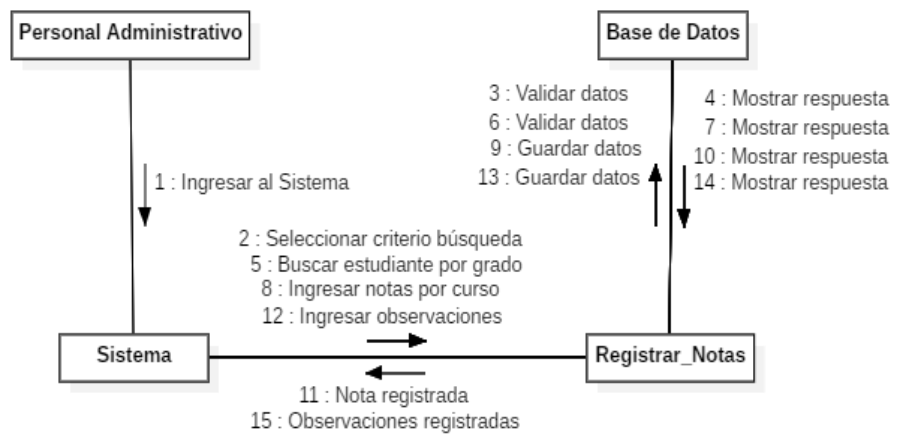 Personal Administrativo
Base de Datos
3 : Validar datos
6 : Validar datos
9 : Guardar datos
13 : Guardar datos
4 : Mostrar respuesta
7 : Mostrar respuesta
10 : Mostrar respuesta
14 : Mostrar respuesta
1 : Ingresar al Sistema
2 : Seleccionar criterio búsqueda
5 : Buscar estudiante por grado
8 : Ingresar notas por curso
12 : Ingresar observaciones
Sistema
Registrar_Notas
11 : Nota registrada
15 : Observaciones registradas